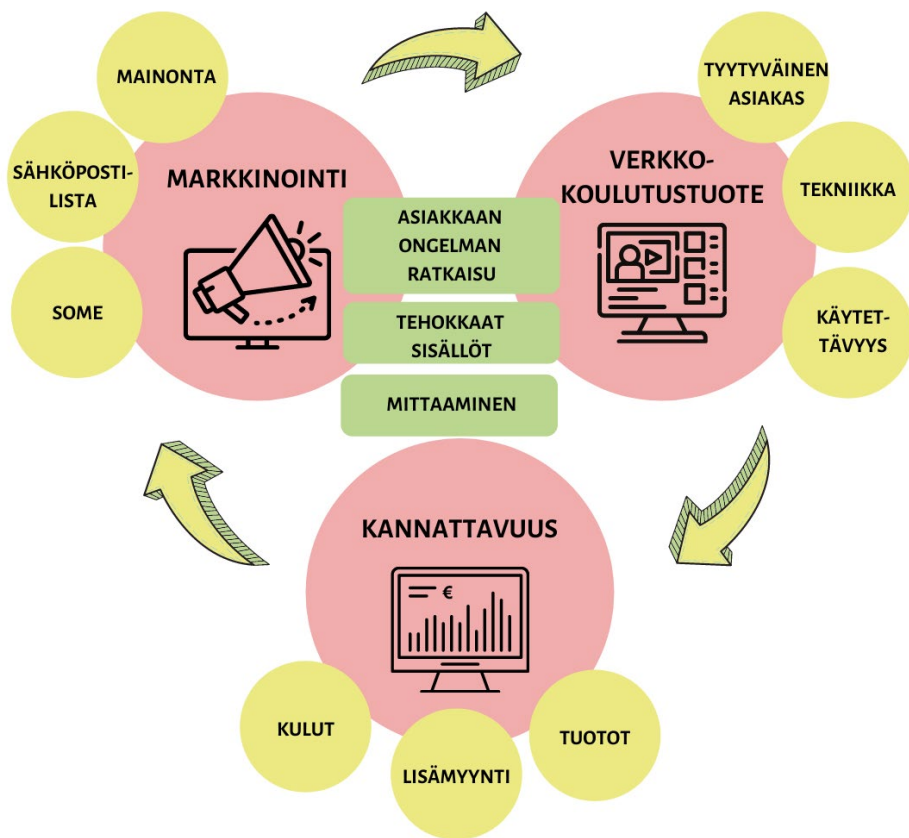 MAINONTA
SÄHKÖPOSTI-
LISTA
SOME
MARKKINOINTI
TYYTYVÄINEN
ASIAKAS
TEKNIIKKA
KÄYTET-
TÄVYYS
VERKKO-
KOULUTUSTUOTE
ASIAKKAAN
ONGELMAN
RATKAISU
TEHOKKAAT
SISÄLLÖT
MITTAAMINEN
KANNATTAVUUS
€
KULUT
LISÄMYYNTI
TUOTOT